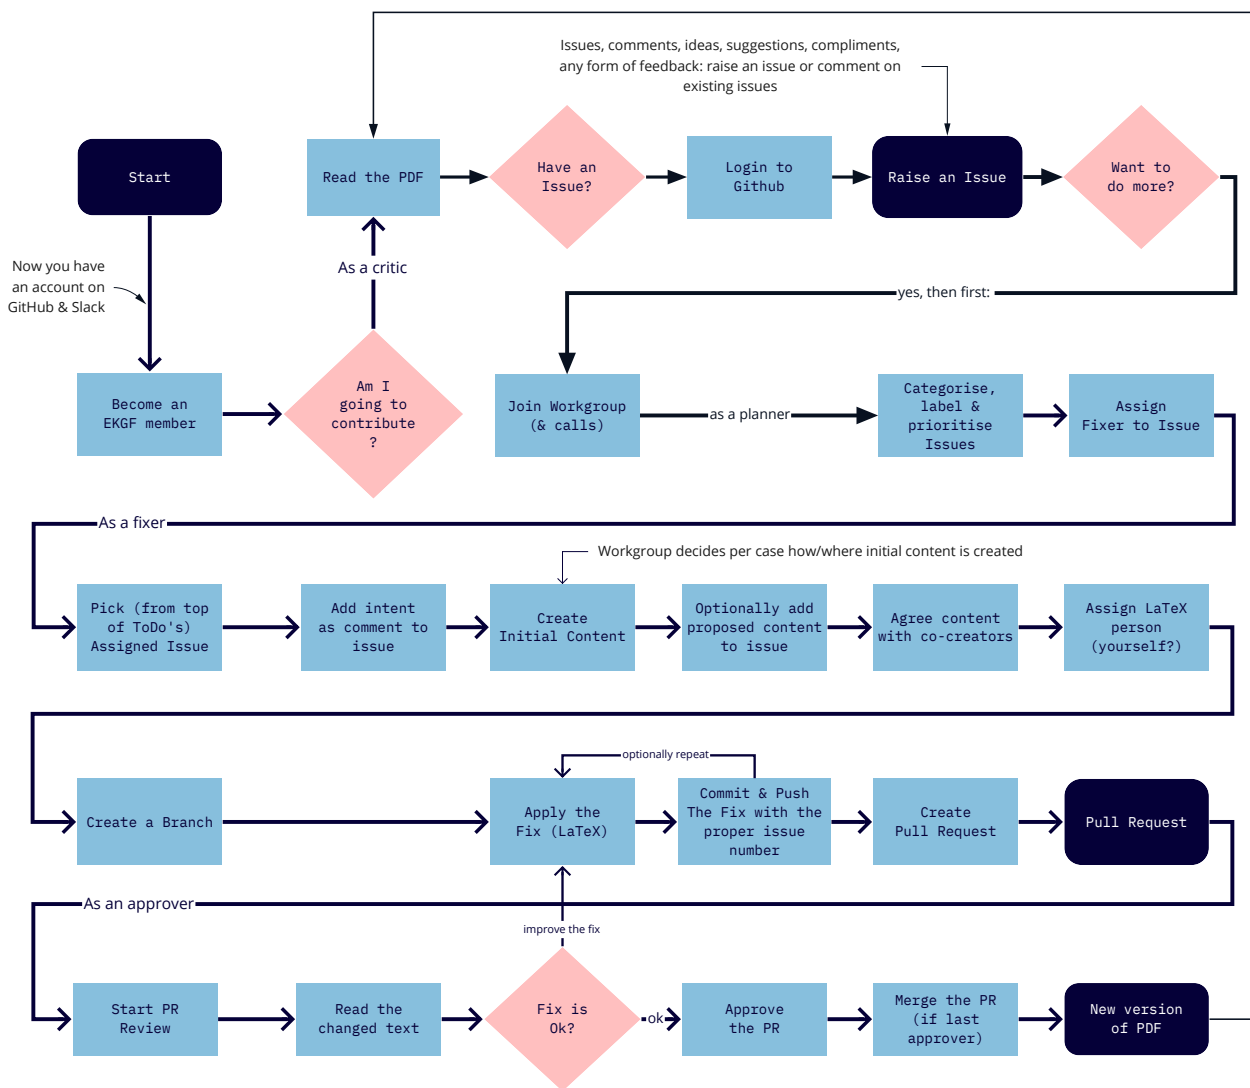 Issues, comments, ideas, suggestions, compliments,
any form of feedback: raise an issue or comment on
existing issues
Start
Read the PDF
Have an
Issue?
Login to
Github
Raise an Issue
Want to
do more?
Now you have
an account on
GitHub & Slack
As a critic
yes, then first:
Become an
EKGF member
Am I
going to
contribute
?
Join Workgroup
(& calls)
as a planner
Categorise,
label &
prioritise
Issues
Assign
Fixer to Issue
As a fixer
Workgroup decides per case how/where initial content is created
Pick (from top
of ToDo's)
Assigned Issue
Add intent
as comment to
issue
Create
Initial Content
Optionally add
proposed content
to issue
Agree content
with co-creators
Assign LaTeX
person
(yourself?)
optionally repeat
Create a Branch
Apply the
Fix (LaTeX)
Commit & Push
The Fix with the
proper issue
number
Create
Pull Request
Pull Request
As an approver
improve the fix
Start PR
Review
Read the
changed text
Fix is
Ok?
ok
Approve
the PR
Merge the PR
(if last
approver)
New version
of PDF